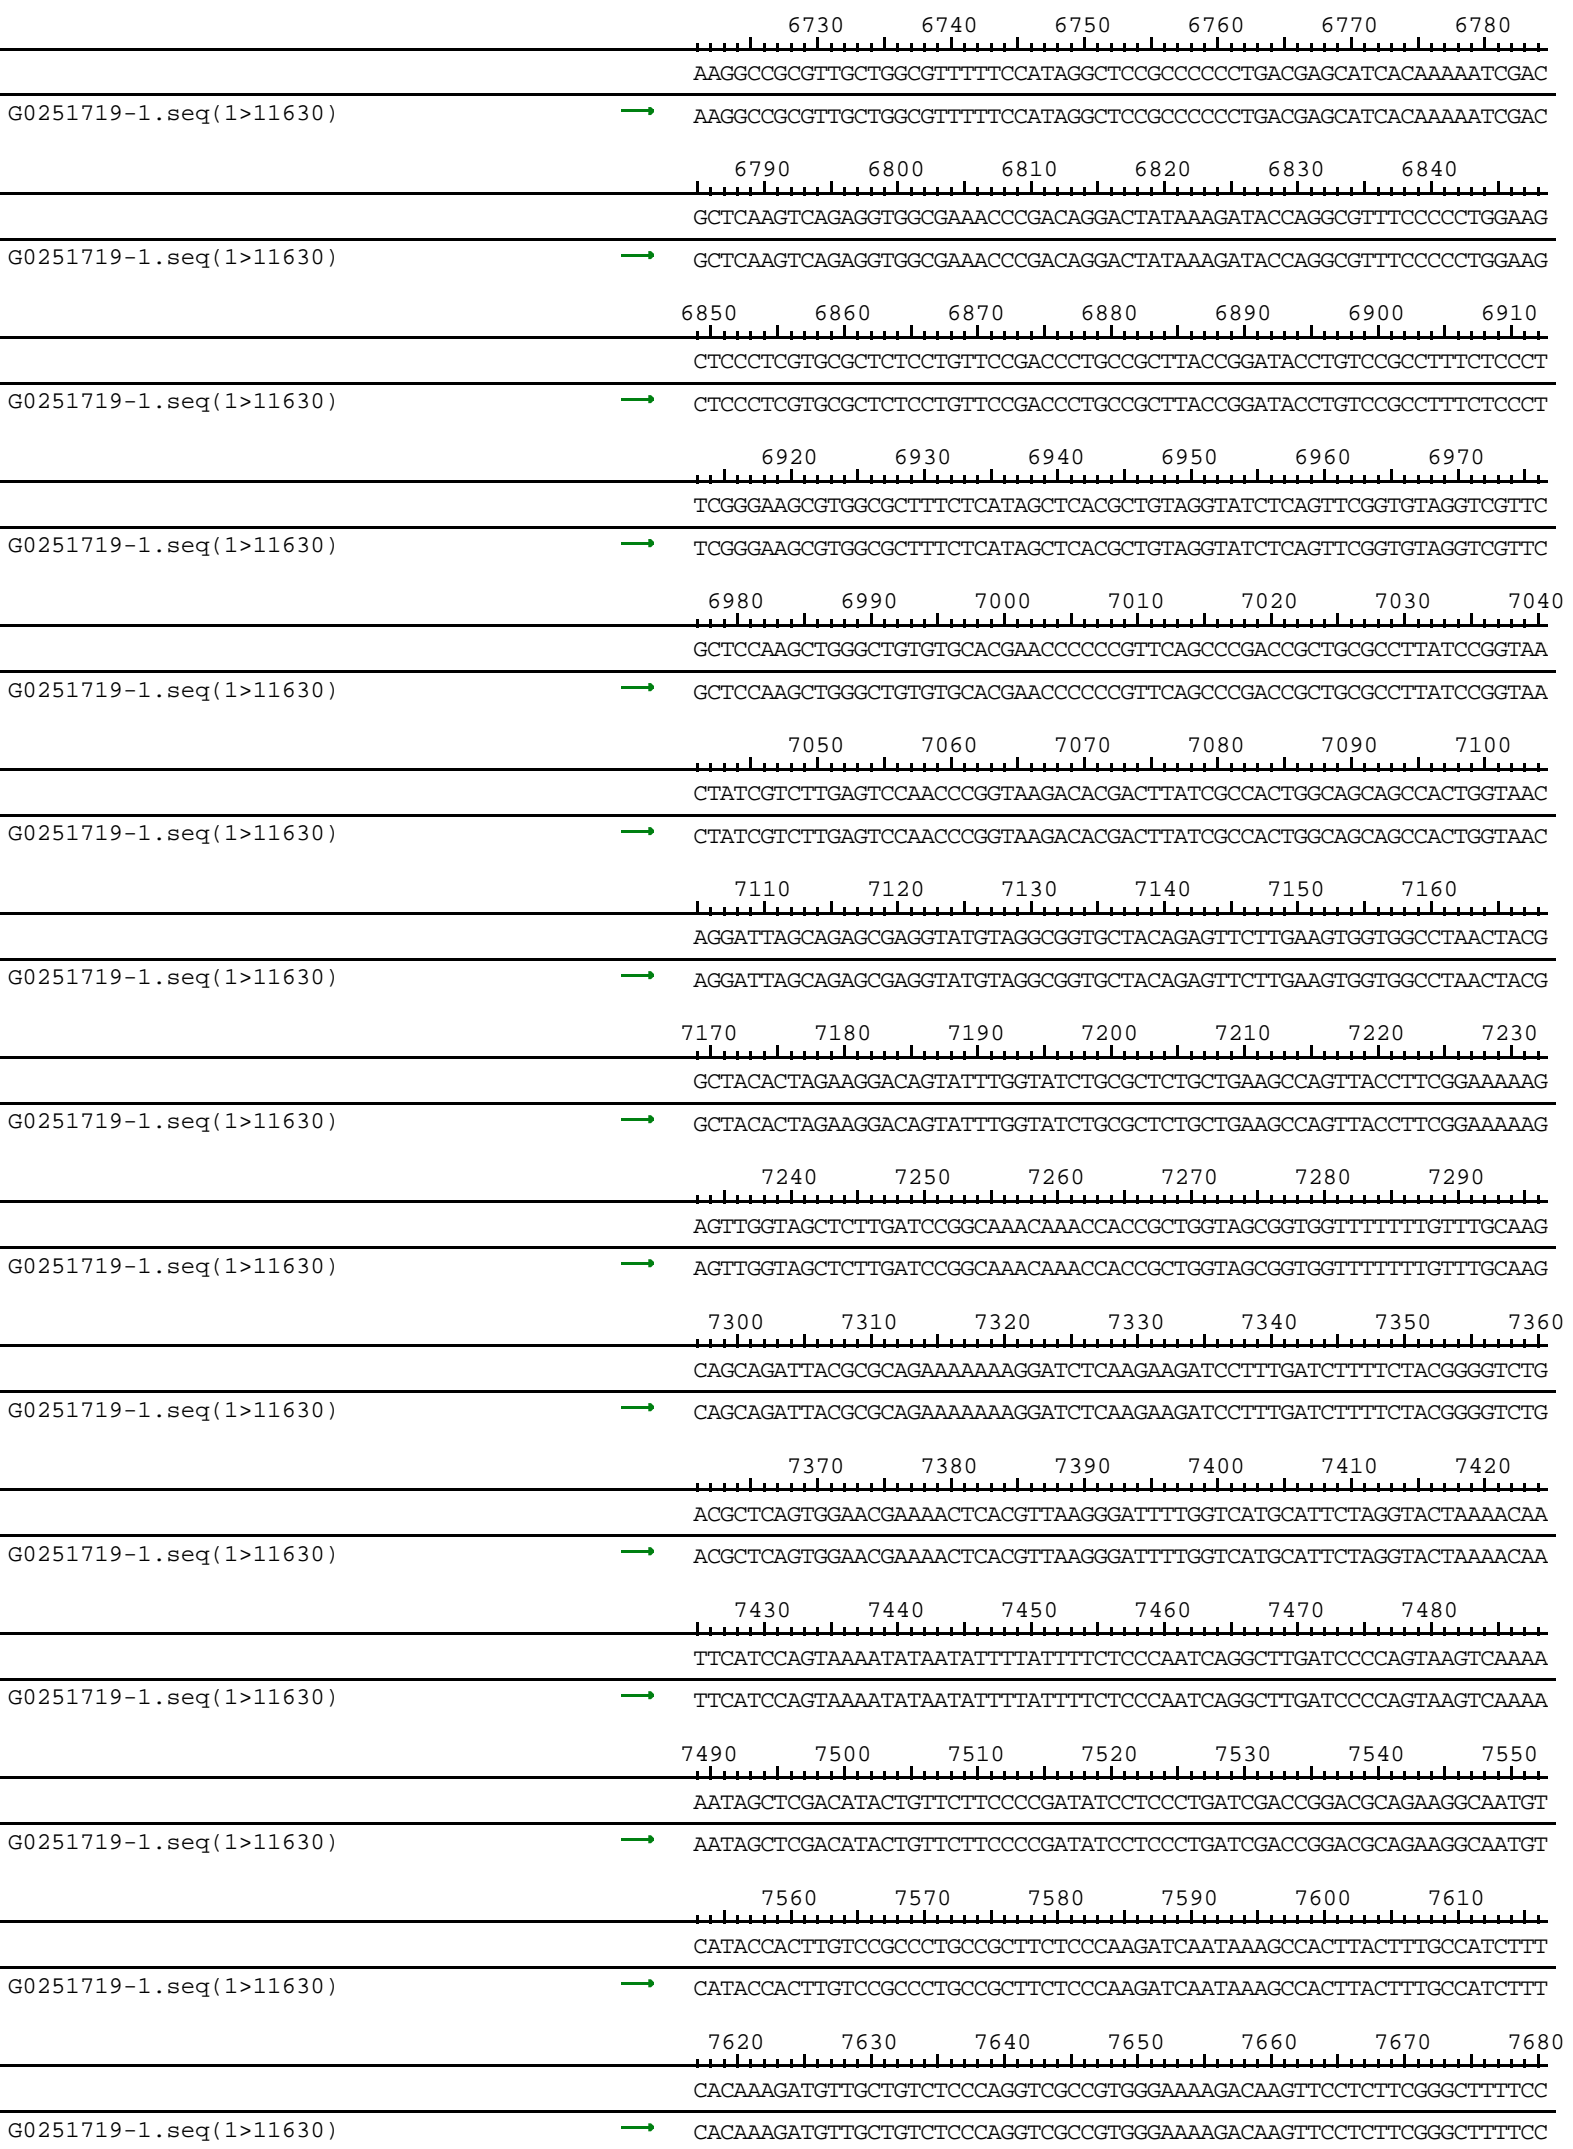 6730 6740 6750 6760 6770 6780
AAGGCCGCGTTGCTGGCGTTTTTCCATAGGCTCCGCCCCCCTGACGAGCATCACAAAAATCGAC
G0251719-1.seq(1>11630) AAGGCCGCGTTGCTGGCGTTTTTCCATAGGCTCCGCCCCCCTGACGAGCATCACAAAAATCGAC
6790 6800 6810 6820 6830 6840
GCTCAAGTCAGAGGTGGCGAAACCCGACAGGACTATAAAGATACCAGGCGTTTCCCCCTGGAAG
G0251719-1.seq(1>11630) GCTCAAGTCAGAGGTGGCGAAACCCGACAGGACTATAAAGATACCAGGCGTTTCCCCCTGGAAG
6850 6860 6870 6880 6890 6900 6910
CTCCCTCGTGCGCTCTCCTGTTCCGACCCTGCCGCTTACCGGATACCTGTCCGCCTTTCTCCCT
G0251719-1.seq(1>11630) CTCCCTCGTGCGCTCTCCTGTTCCGACCCTGCCGCTTACCGGATACCTGTCCGCCTTTCTCCCT
6920 6930 6940 6950 6960 6970
TCGGGAAGCGTGGCGCTTTCTCATAGCTCACGCTGTAGGTATCTCAGTTCGGTGTAGGTCGTTC
G0251719-1.seq(1>11630) TCGGGAAGCGTGGCGCTTTCTCATAGCTCACGCTGTAGGTATCTCAGTTCGGTGTAGGTCGTTC
6980 6990 7000 7010 7020 7030 7040
GCTCCAAGCTGGGCTGTGTGCACGAACCCCCCGTTCAGCCCGACCGCTGCGCCTTATCCGGTAA
G0251719-1.seq(1>11630) GCTCCAAGCTGGGCTGTGTGCACGAACCCCCCGTTCAGCCCGACCGCTGCGCCTTATCCGGTAA
7050 7060 7070 7080 7090 7100
CTATCGTCTTGAGTCCAACCCGGTAAGACACGACTTATCGCCACTGGCAGCAGCCACTGGTAAC
G0251719-1.seq(1>11630) CTATCGTCTTGAGTCCAACCCGGTAAGACACGACTTATCGCCACTGGCAGCAGCCACTGGTAAC
7110 7120 7130 7140 7150 7160
AGGATTAGCAGAGCGAGGTATGTAGGCGGTGCTACAGAGTTCTTGAAGTGGTGGCCTAACTACG
G0251719-1.seq(1>11630) AGGATTAGCAGAGCGAGGTATGTAGGCGGTGCTACAGAGTTCTTGAAGTGGTGGCCTAACTACG
7170 7180 7190 7200 7210 7220 7230
GCTACACTAGAAGGACAGTATTTGGTATCTGCGCTCTGCTGAAGCCAGTTACCTTCGGAAAAAG
G0251719-1.seq(1>11630) GCTACACTAGAAGGACAGTATTTGGTATCTGCGCTCTGCTGAAGCCAGTTACCTTCGGAAAAAG
7240 7250 7260 7270 7280 7290
AGTTGGTAGCTCTTGATCCGGCAAACAAACCACCGCTGGTAGCGGTGGTTTTTTTGTTTGCAAG
G0251719-1.seq(1>11630) AGTTGGTAGCTCTTGATCCGGCAAACAAACCACCGCTGGTAGCGGTGGTTTTTTTGTTTGCAAG
7300 7310 7320 7330 7340 7350 7360
CAGCAGATTACGCGCAGAAAAAAAGGATCTCAAGAAGATCCTTTGATCTTTTCTACGGGGTCTG
G0251719-1.seq(1>11630) CAGCAGATTACGCGCAGAAAAAAAGGATCTCAAGAAGATCCTTTGATCTTTTCTACGGGGTCTG
7370 7380 7390 7400 7410 7420
ACGCTCAGTGGAACGAAAACTCACGTTAAGGGATTTTGGTCATGCATTCTAGGTACTAAAACAA
G0251719-1.seq(1>11630) ACGCTCAGTGGAACGAAAACTCACGTTAAGGGATTTTGGTCATGCATTCTAGGTACTAAAACAA
7430 7440 7450 7460 7470 7480
TTCATCCAGTAAAATATAATATTTTATTTTCTCCCAATCAGGCTTGATCCCCAGTAAGTCAAAA
G0251719-1.seq(1>11630) TTCATCCAGTAAAATATAATATTTTATTTTCTCCCAATCAGGCTTGATCCCCAGTAAGTCAAAA
7490 7500 7510 7520 7530 7540 7550
AATAGCTCGACATACTGTTCTTCCCCGATATCCTCCCTGATCGACCGGACGCAGAAGGCAATGT
G0251719-1.seq(1>11630) AATAGCTCGACATACTGTTCTTCCCCGATATCCTCCCTGATCGACCGGACGCAGAAGGCAATGT
7560 7570 7580 7590 7600 7610
CATACCACTTGTCCGCCCTGCCGCTTCTCCCAAGATCAATAAAGCCACTTACTTTGCCATCTTT
G0251719-1.seq(1>11630) CATACCACTTGTCCGCCCTGCCGCTTCTCCCAAGATCAATAAAGCCACTTACTTTGCCATCTTT
7620 7630 7640 7650 7660 7670 7680
CACAAAGATGTTGCTGTCTCCCAGGTCGCCGTGGGAAAAGACAAGTTCCTCTTCGGGCTTTTCC
G0251719-1.seq(1>11630) CACAAAGATGTTGCTGTCTCCCAGGTCGCCGTGGGAAAAGACAAGTTCCTCTTCGGGCTTTTCC